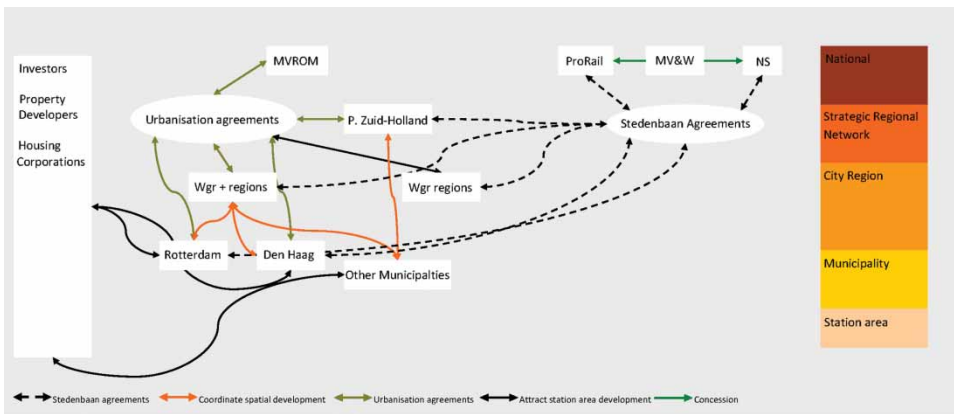 Investors
Property
Developers
Housing
Corporations
MVROM
ProRail
MV&W
NS
Urbanisation agreements
P. Zuid-Holland
Stedenbaan Agreements
Wgr + regions
Wgr regions
Rotterdam
Den Haag
Other Municipalties
National
Strategic Regional
Network
City Region
Municipality
Station area
Stedenbaan agreements
Coordinate spatial development
Urbanisation agreements
Attract station area development
Concession